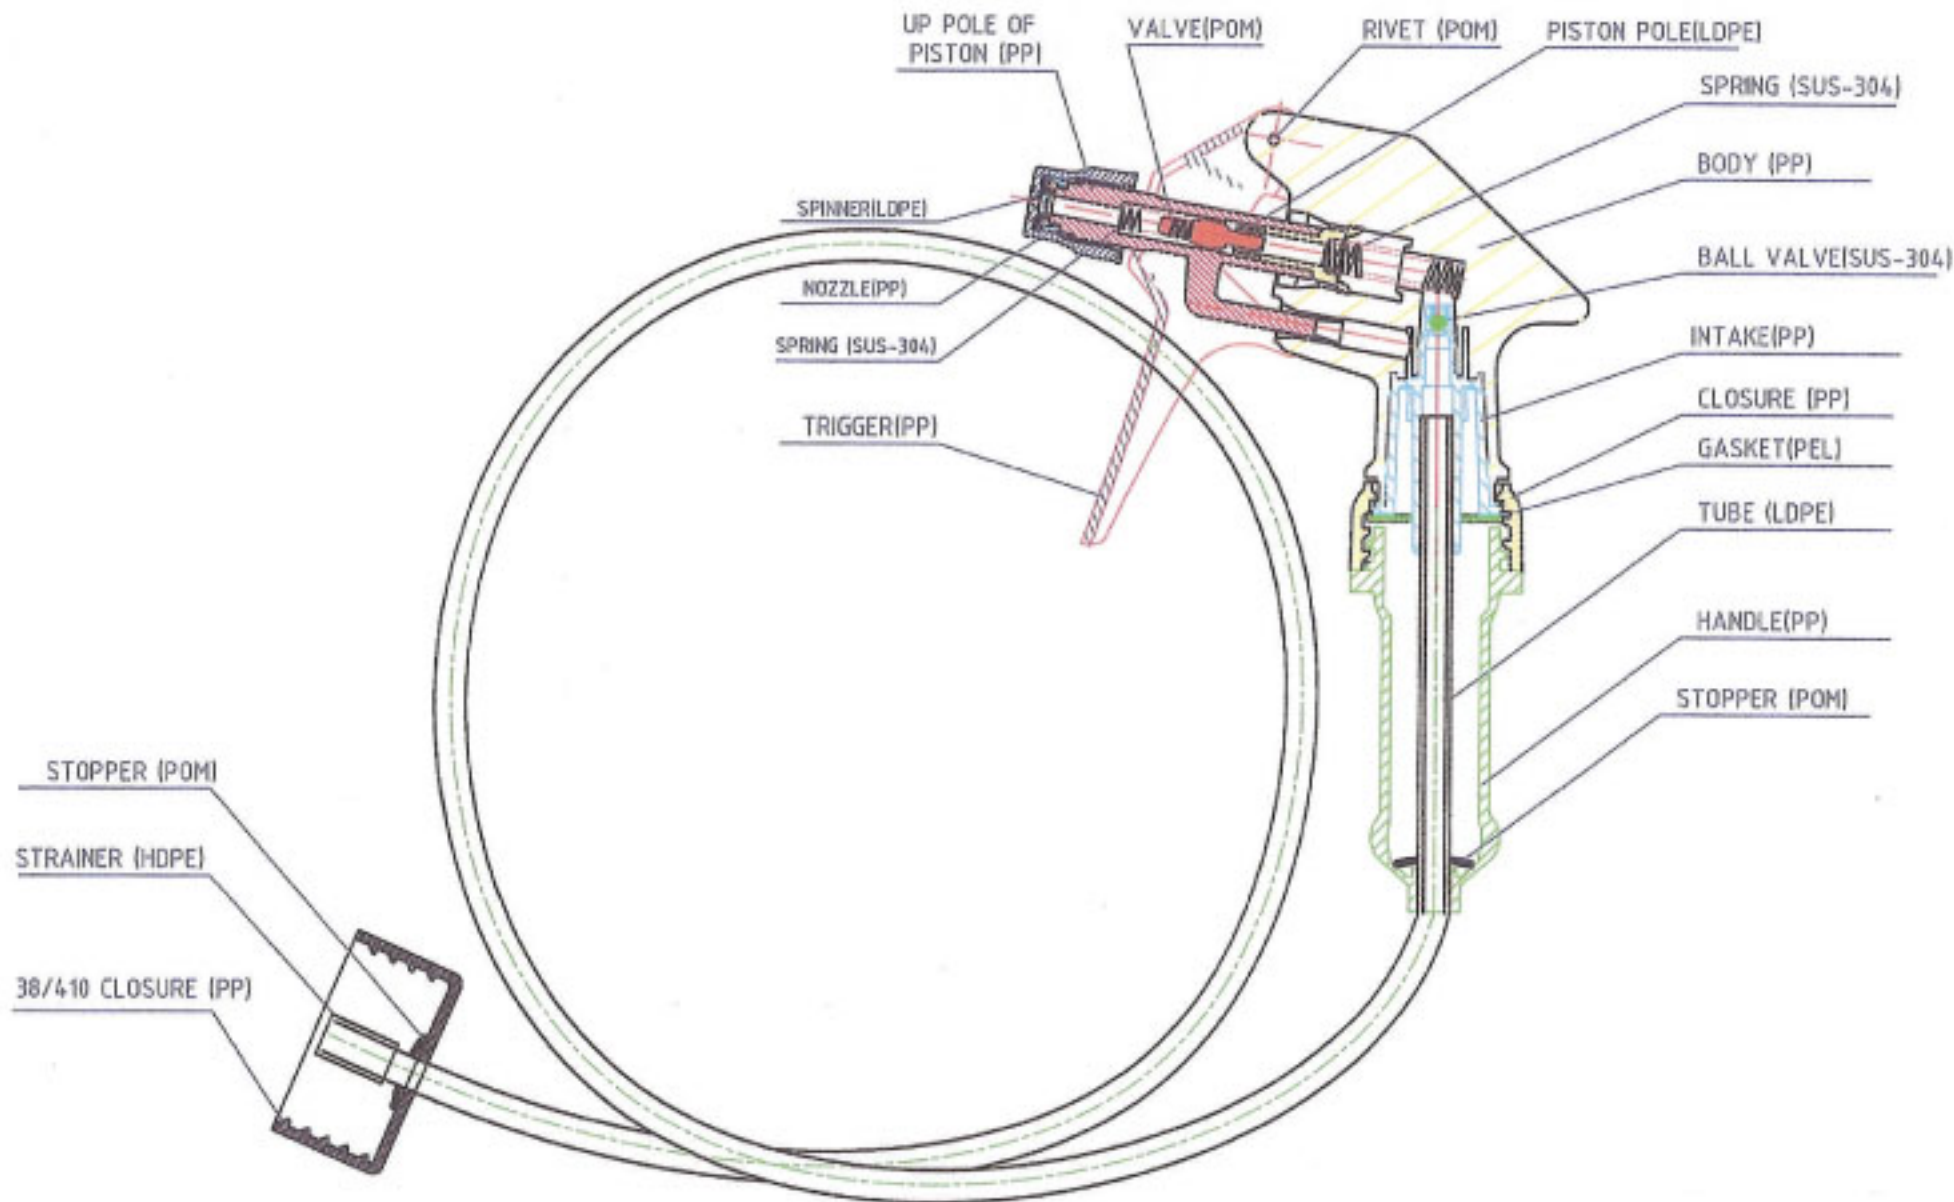 UP POLE OF
PISTON (PP)
VALVE(POM)
RIVET (POM)
PISTON POLE(LDPE)
SPRING (SUS-304)
BODY (PP)
SPINNER(LDPE)
BALL VALVE(SUS-304)
NOZZLE(PP)
SPRING (SUS-304)
INTAKE(PP)
CLOSURE (PP)
TRIGGER(PP)
GASKET(PEL)
TUBE (LDPE)
HANDLE(PP)
STOPPER (POM)
STOPPER (POM)
STRAINER (HDPE)
38/410 CLOSURE (PP)